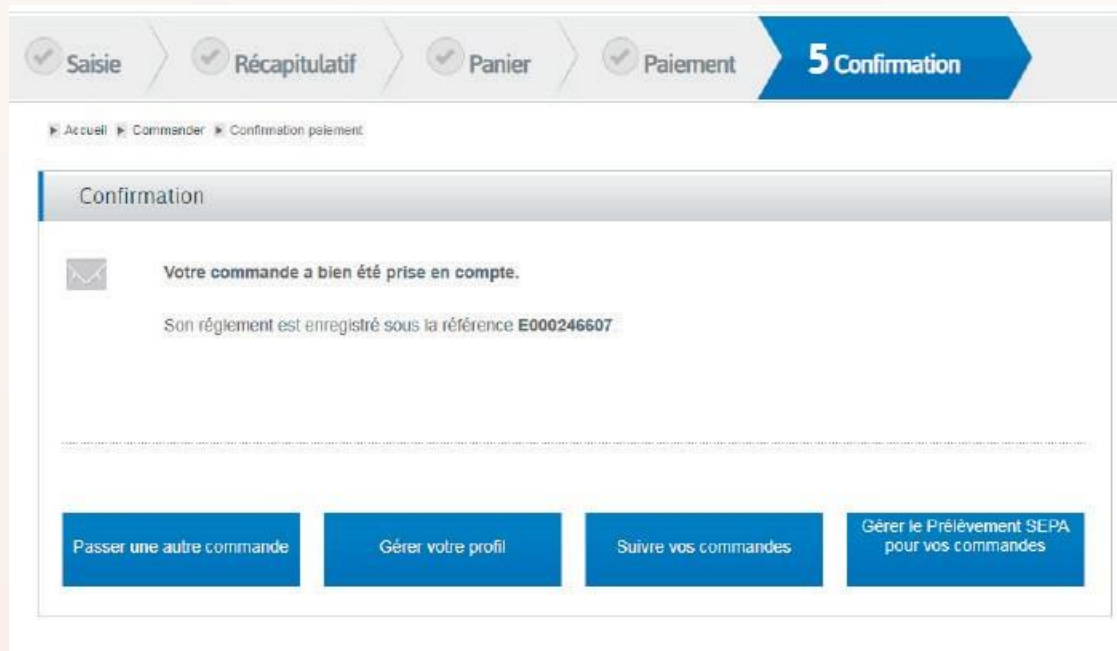 Saisie Récapitulatif Panier Paiement 5 Confirmation
Accueil Commander Confirmation paiement
Confirmation
Votre commande a bien été prise en compte.
Son réglement est enregistré sous la référence E000246607
Passer une autre commande
Gérer votre profil
Suivre vos commandes
Gérer le Prélèvement SEPA
pour vos commandes